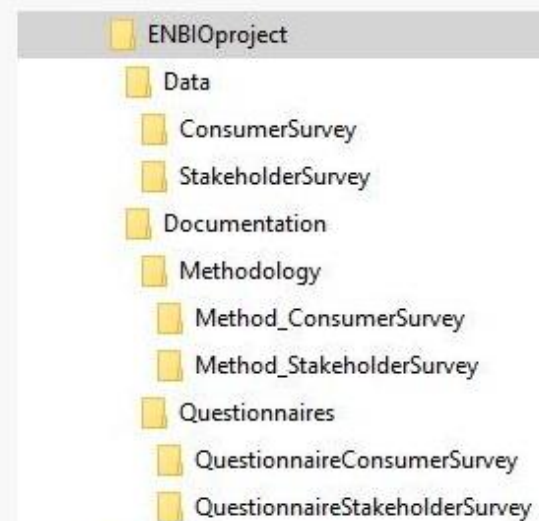 ENBIOproject
Data
ConsumerSurvey
StakeholderSurvey
Documentation
Methodology
Method_ConsumerSurvey
Method_StakeholderSurvey
Questionnaires
QuestionnaireConsumerSurvey
QuestionnaireStakeholderSurvey